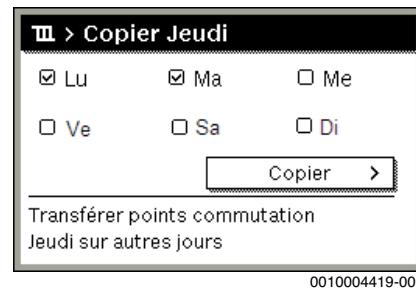 > Copier Jeudi
Lu Ma Me
Ve Sa Di
Copier >
Transférer points commutation
Jeudi sur autres jours
0010004419-00